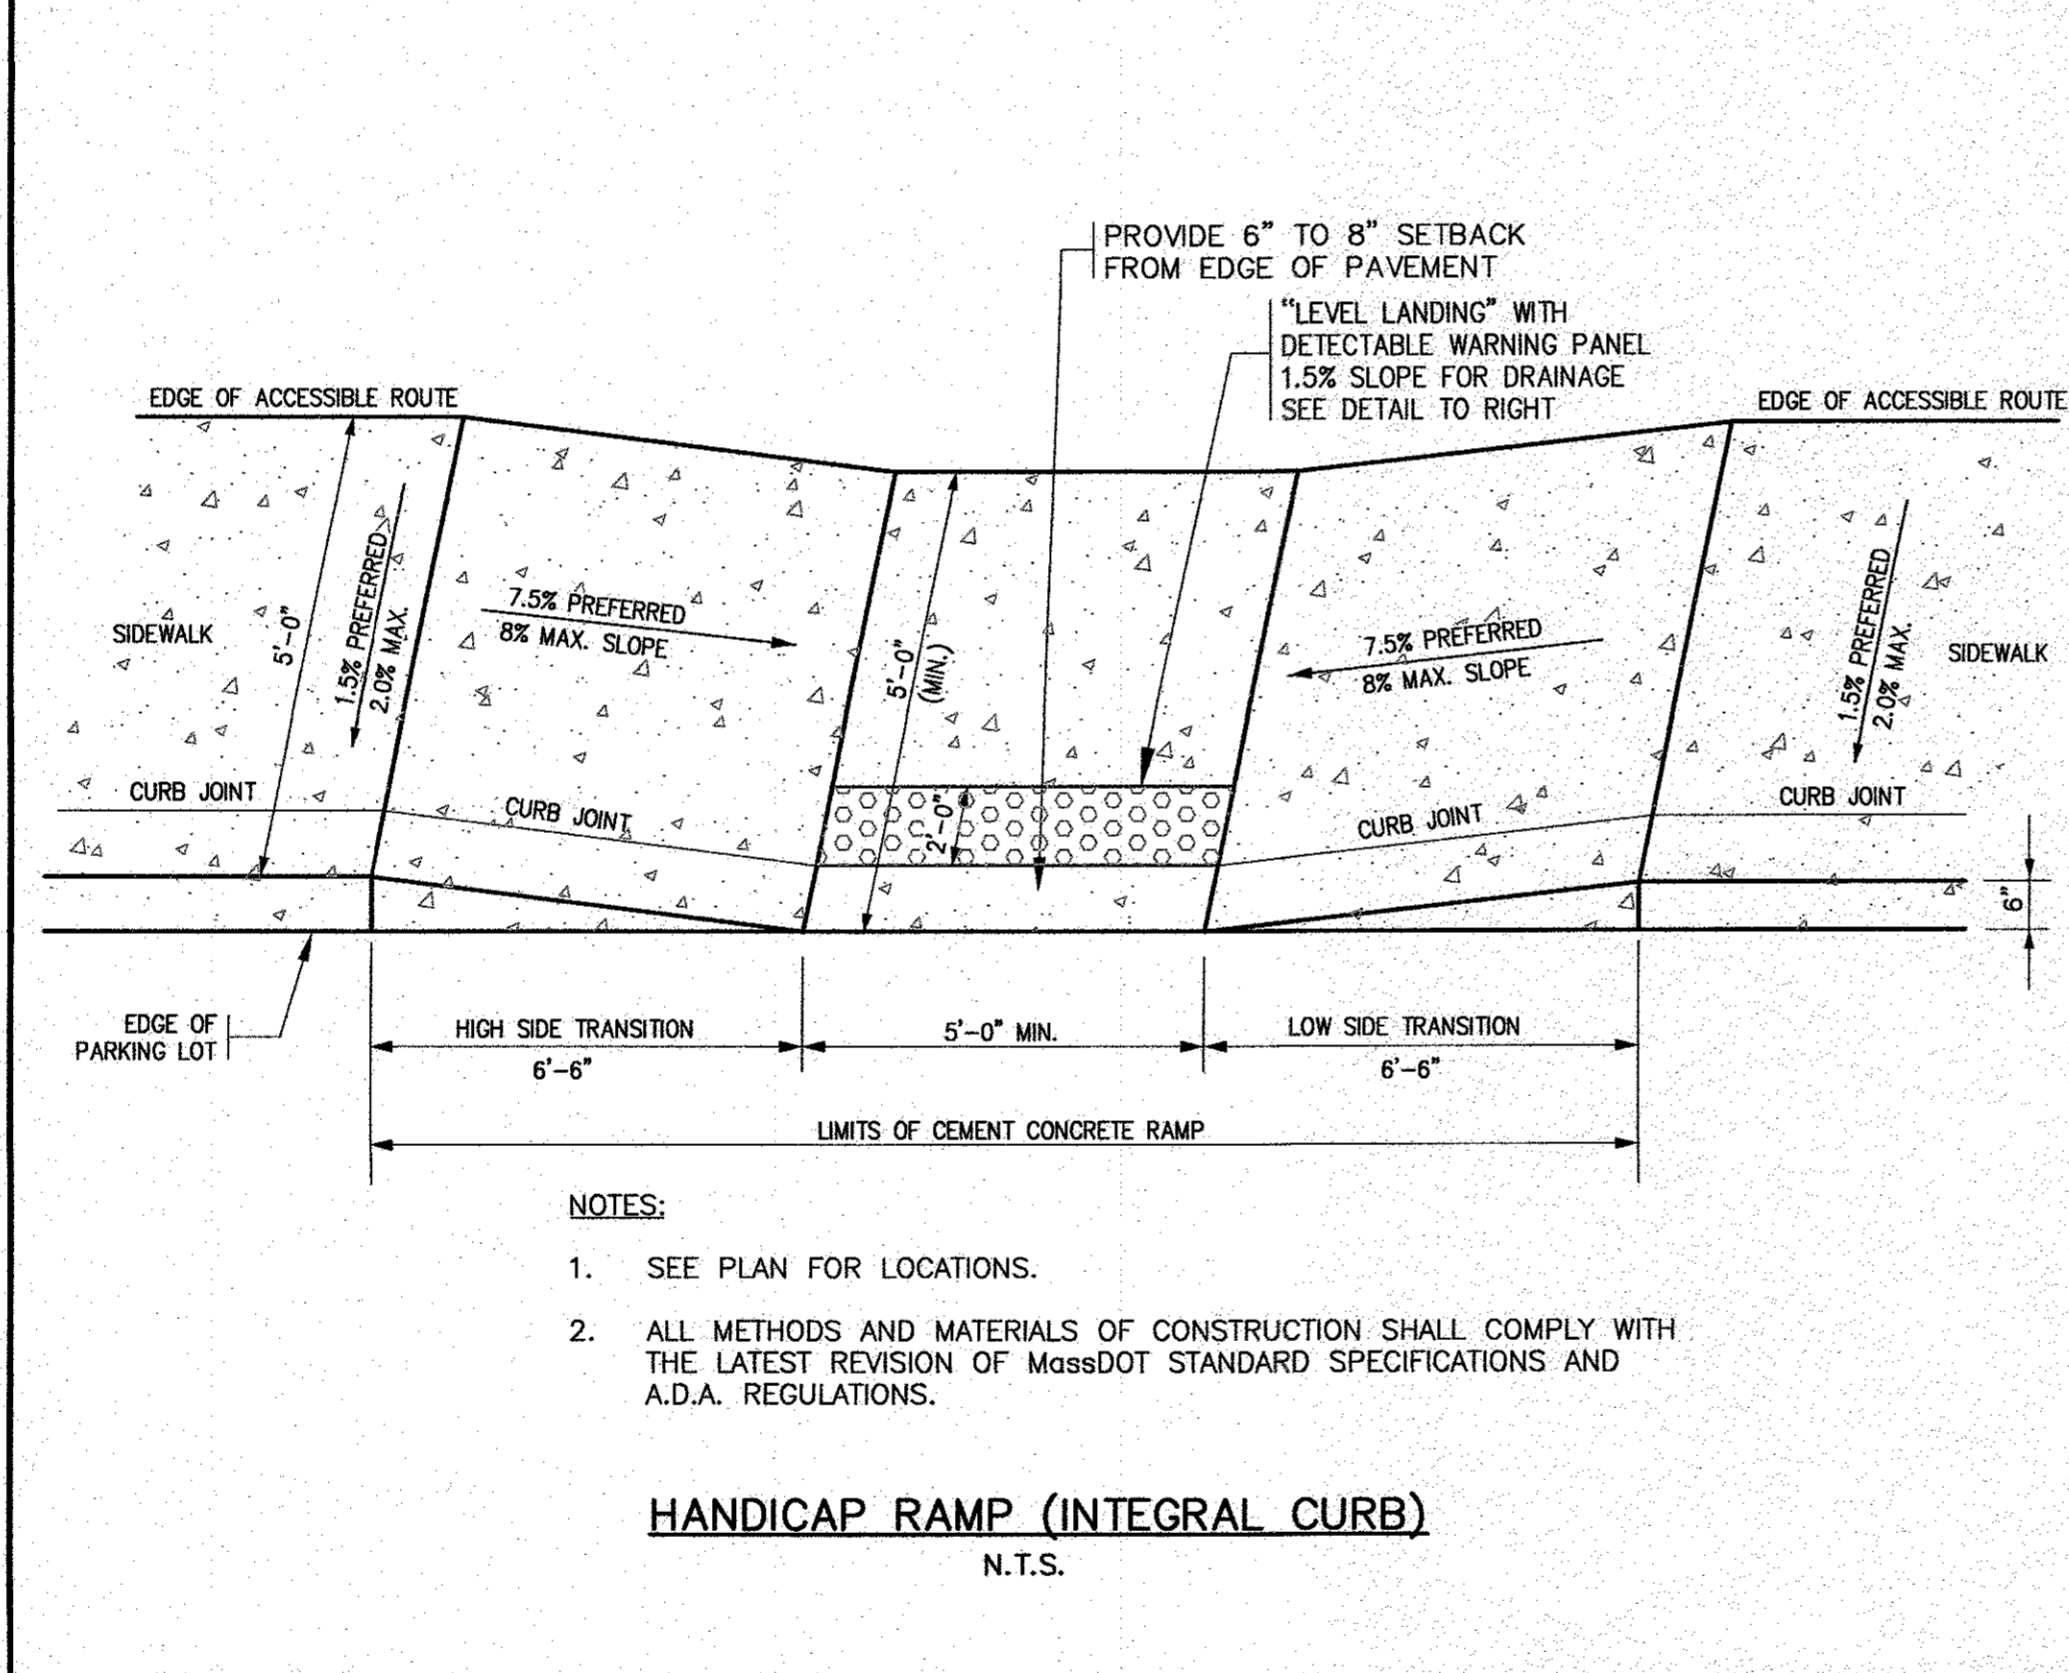 PROVIDE 6” TO 8” SETBACK
FROM EDGE OF PAVEMENT
“LEVEL LANDING” WITH
DETECTABLE WARNING PANEL
1.5% SLOPE FOR DRAINAGE
SEE DETAIL TO RIGHT
EDGE OF ACCESSIBLE ROUTE
EDGE OF ACCESSIBLE ROUTE
SIDEWALK
5'-0"
1.5% PREFERRED
2.0% MAX.
7.5% PREFERRED
8% MAX. SLOPE
5'-0"
(MIN.)
7.5% PREFERRED
8% MAX. SLOPE
1.5% PREFERRED
2.0% MAX.
SIDEWALK
CURB JOINT
CURB JOINT
2'-0"
CURB JOINT
CURB JOINT
6"
EDGE OF
PARKING LOT
HIGH SIDE TRANSITION
6'-6"
5'-0" MIN.
LOW SIDE TRANSITION
6'-6"
LIMITS OF CEMENT CONCRETE RAMP
NOTES:
1. SEE PLAN FOR LOCATIONS.
2. ALL METHODS AND MATERIALS OF CONSTRUCTION SHALL COMPLY WITH
THE LATEST REVISION OF MassDOT STANDARD SPECIFICATIONS AND
A.D.A. REGULATIONS.
HANDICAP RAMP (INTEGRAL CURB)
N.T.S.